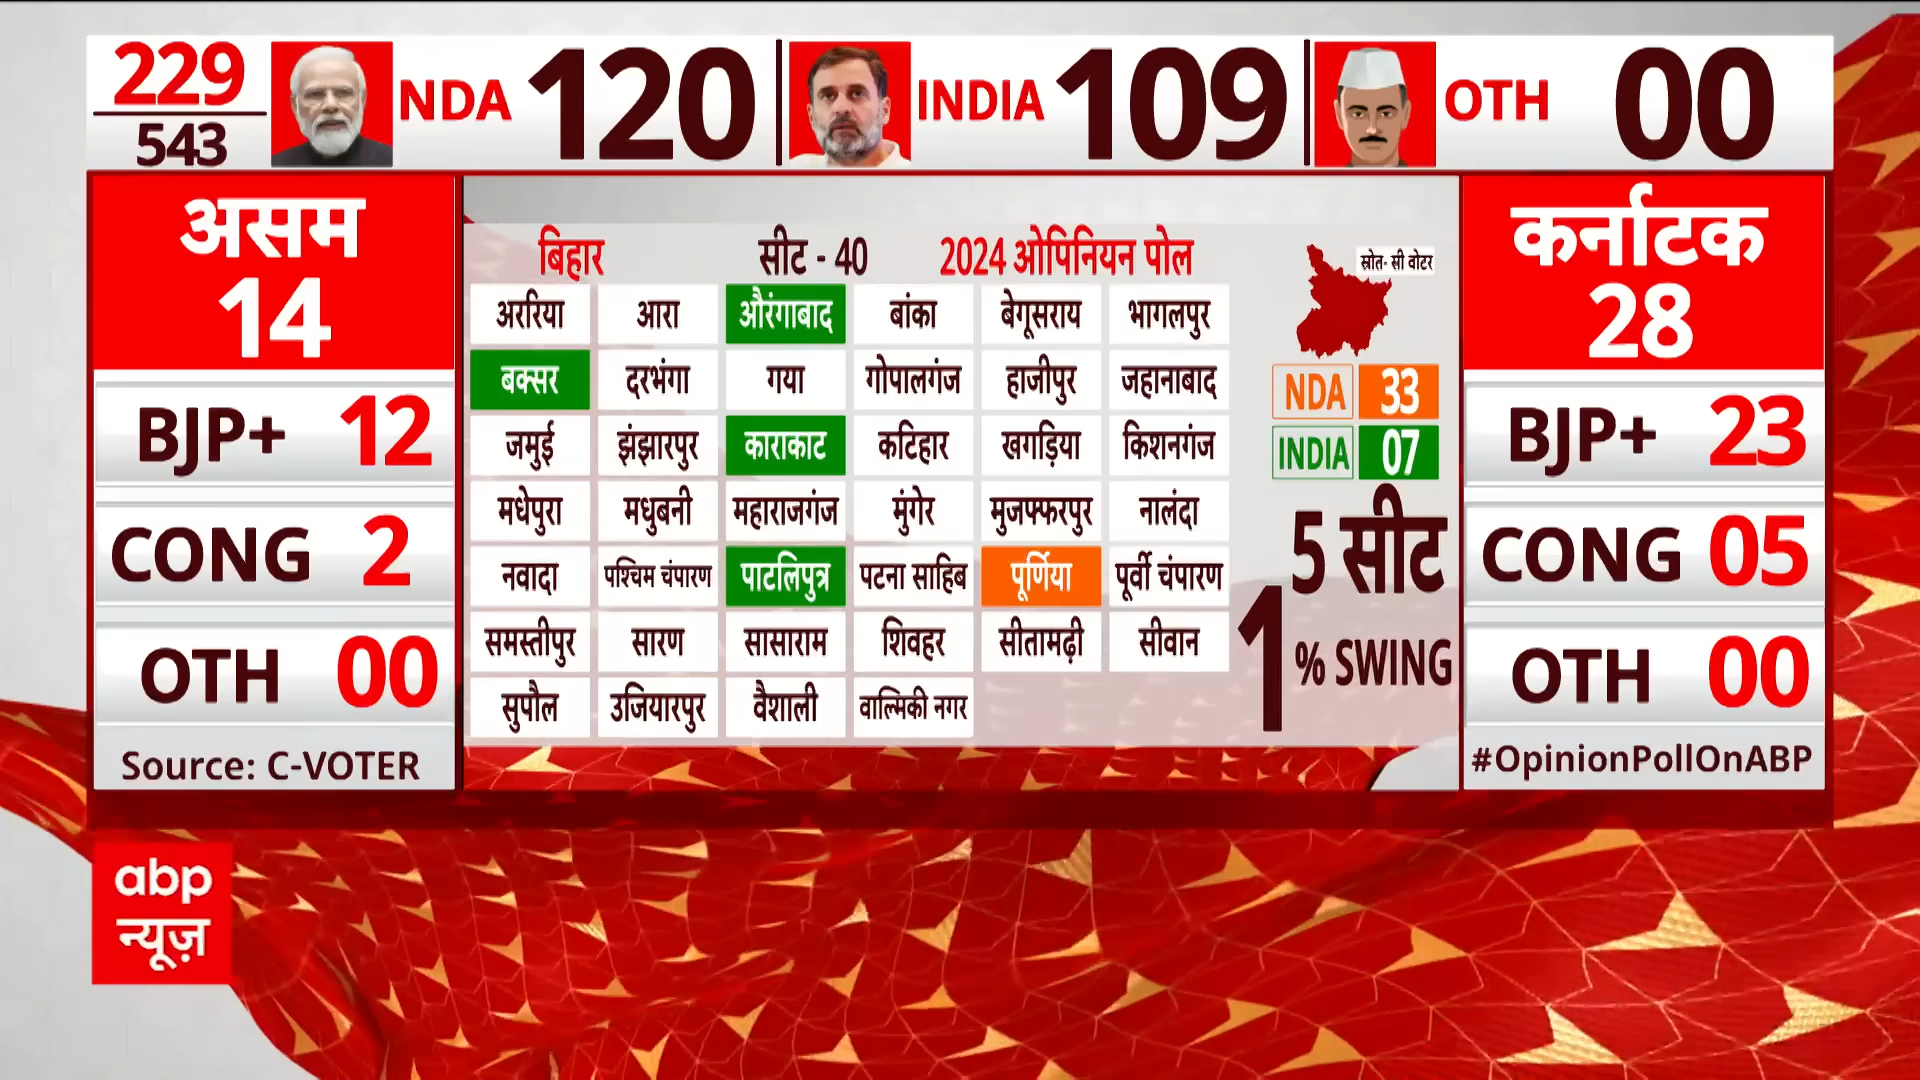 229
543
NDA 120
INDIA 109
OTH 00
असम
14
BJP+ 12
CONG 2
OTH 00
Source: C-VOTER
बिहार सीट - 40 2024 ओपिनियन पोल
स्रोत- सी वोटर
अररिया आरा औरंगाबाद बांका बेगूसराय भागलपुर
बक्सर दरभंगा गया गोपालगंज हाजीपुर जहानाबाद
जमुई झंझारपुर काराकाट कटिहार खगड़िया किशनगंज
मधेपुरा मधुबनी महाराजगंज मुंगेर मुजफ्फरपुर नालंदा
नवादा पश्चिम चंपारण पाटलिपुत्र पटना साहिब पूर्णिया पूर्वी चंपारण
समस्तीपुर सारण सासाराम शिवहर सीतामढ़ी सीवान
सुपौल उजियारपुर वैशाली वाल्मिकी नगर
NDA 33
INDIA 07
5 सीट
1% SWING
कर्नाटक
28
BJP+ 23
CONG 05
OTH 00
#OpinionPollOnABP
abp
न्यूज़